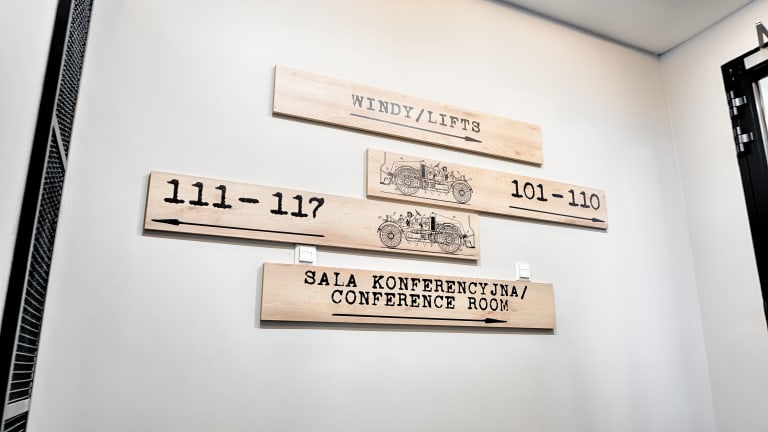 WINDY/LIFTS
101-110
111-117
SALA KONFERENCYJNA/
CONFERENCE ROOM